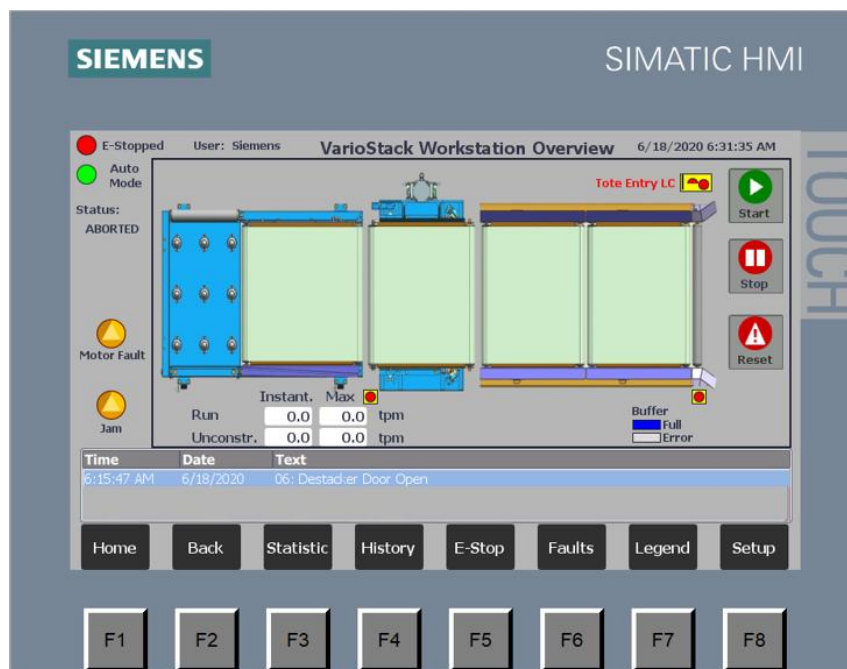 SIEMENS
SIMATIC HMI
TOUCH
E-Stopped
User: Siemens
VarioStack Workstation Overview
6/18/2020 6:31:35 AM
Auto
Mode
Tote Entry LC
Start
Status:
ABORTED
Stop
Motor Fault
Reset
Jam
Instant. Max
Run 0.0 0.0 tpm
Unconstr. 0.0 0.0 tpm
Buffer
Full
Error
Time Date Text
6:15:47 AM 6/18/2020 06: Destacker Door Open
Home Back Statistic History E-Stop Faults Legend Setup
F1 F2 F3 F4 F5 F6 F7 F8